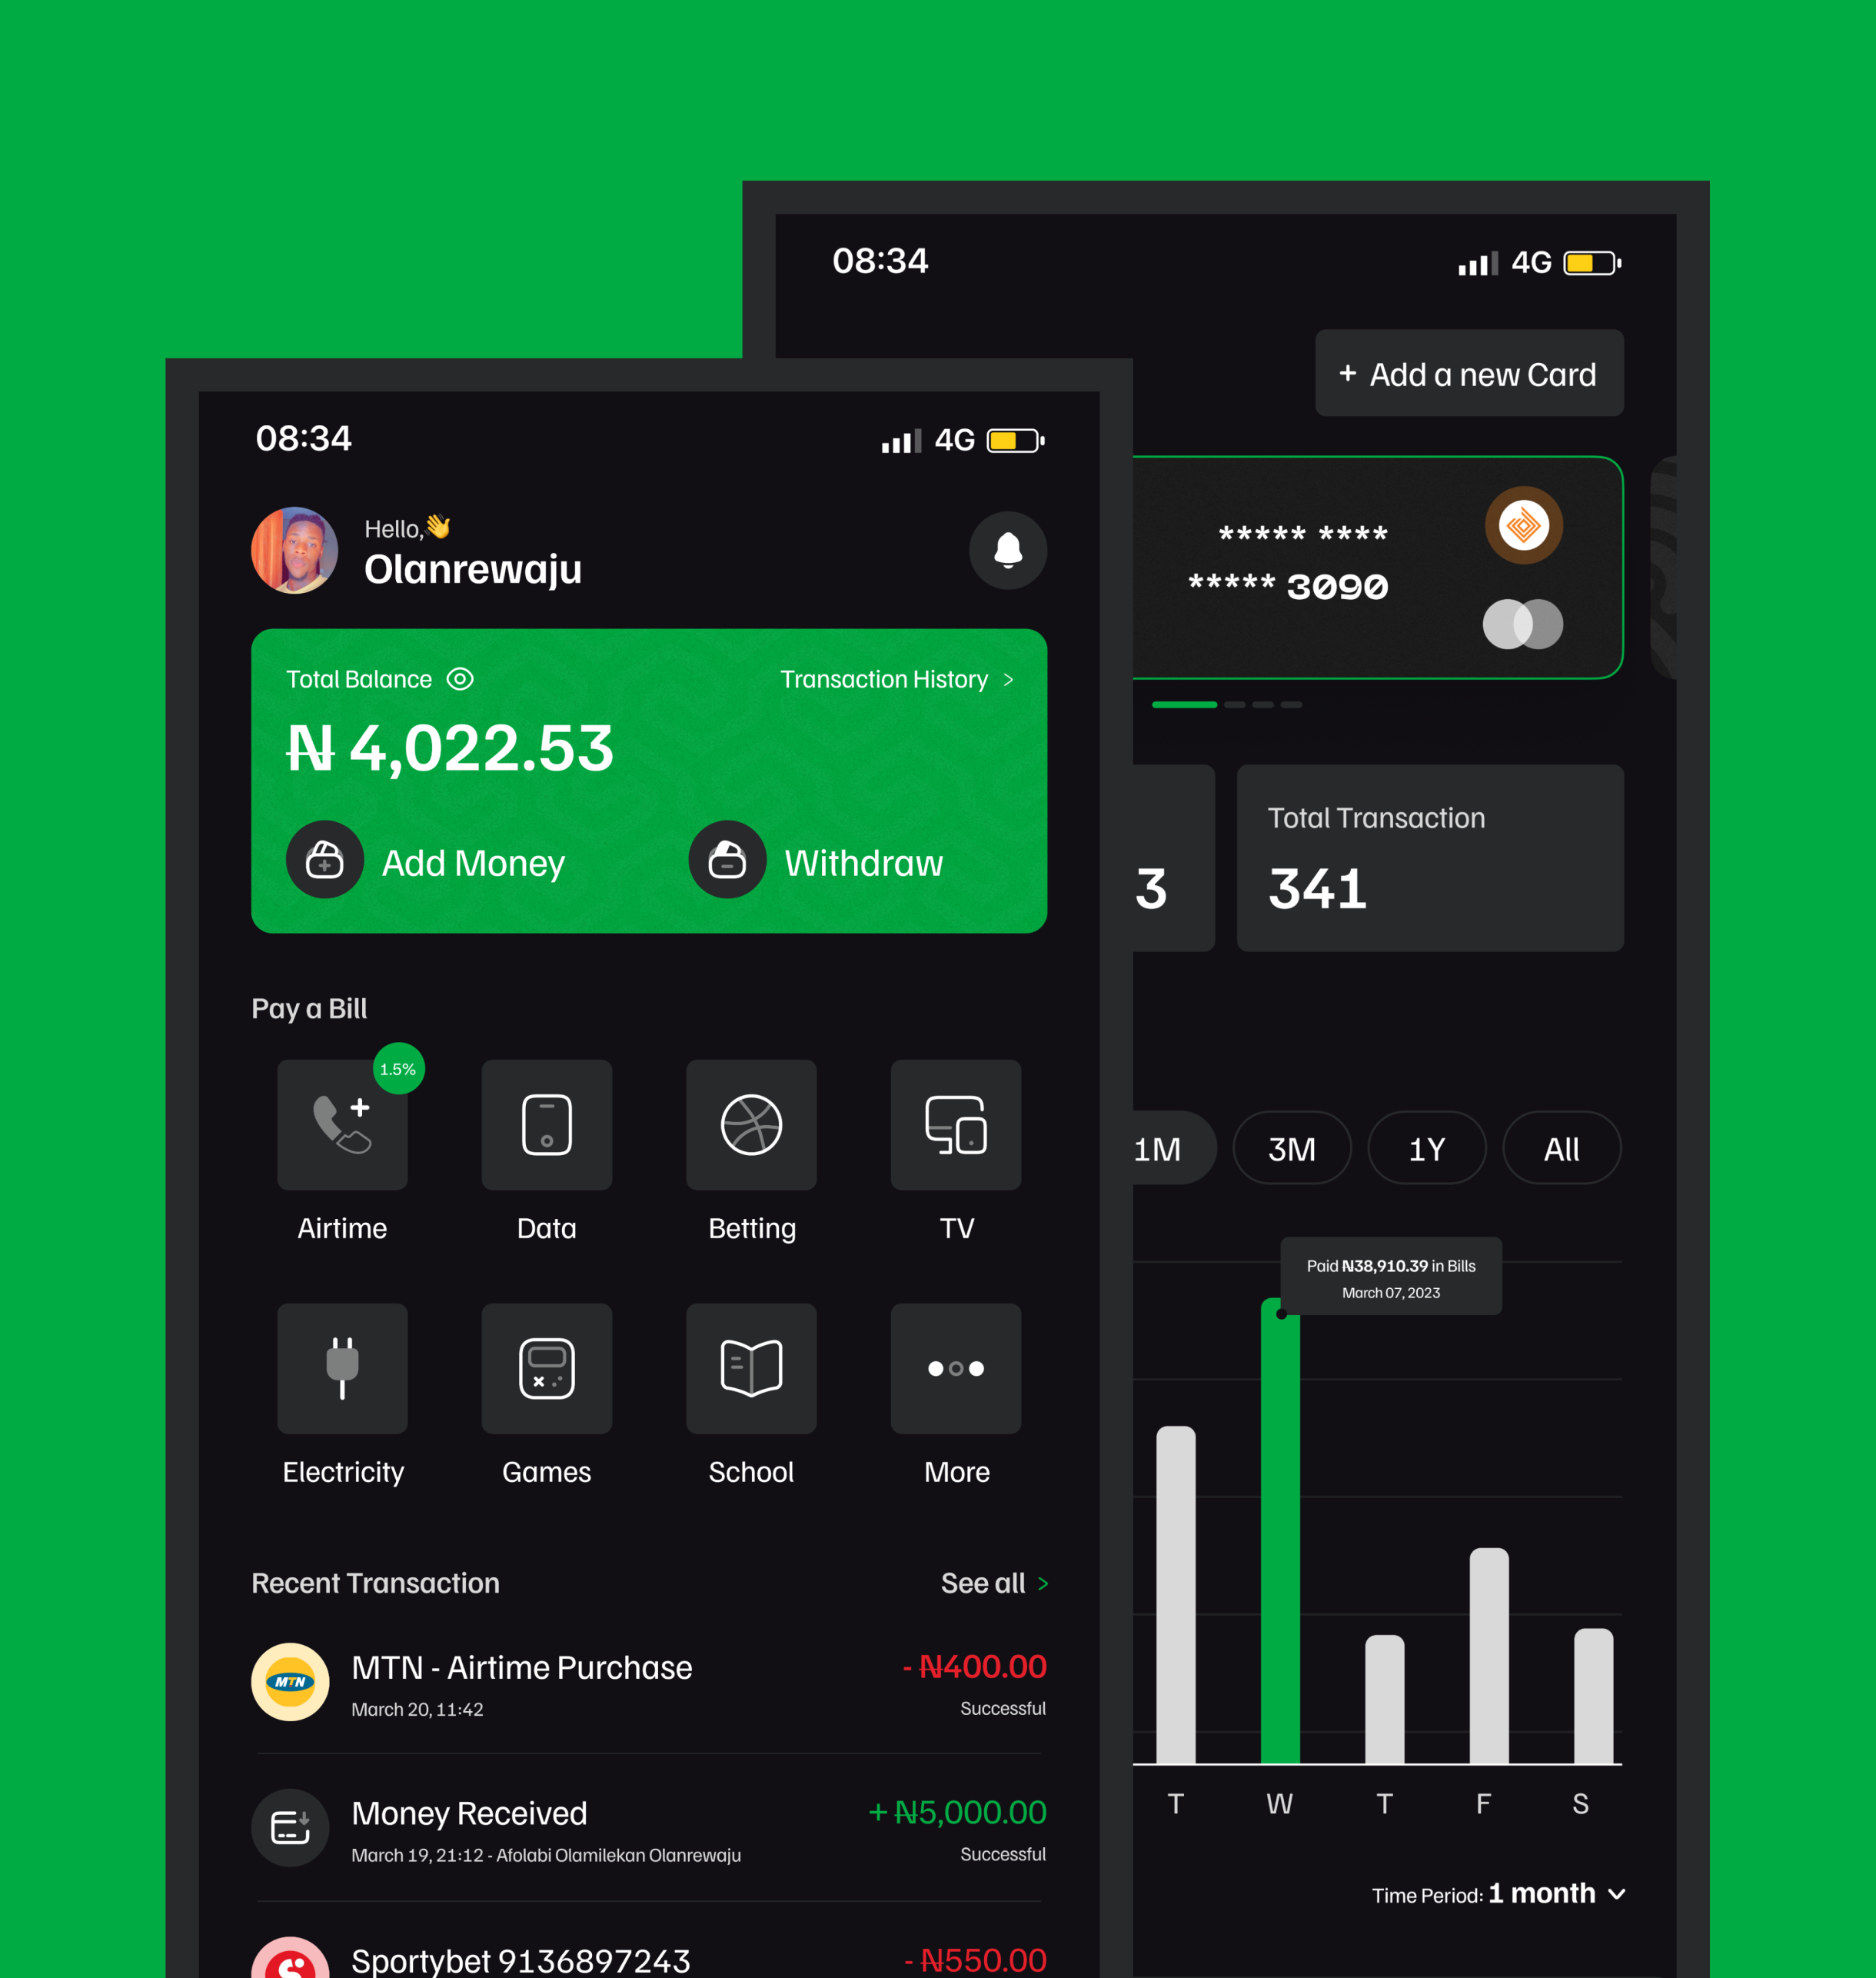 08:34
4G
+ Add a new Card
***** ****
***** 3090
3
Total Transaction
341
1M
3M
1Y
All
Paid ₦38,910.39 in Bills
March 07, 2023
T
W
T
F
S
Time Period: 1 month
08:34
4G
Hello,👋
Olanrewaju
Total Balance
Transaction History >
₦ 4,022.53
Add Money
Withdraw
Pay a Bill
1.5%
Airtime
Data
Betting
TV
Electricity
Games
School
More
Recent Transaction
See all >
MTN
MTN - Airtime Purchase
- ₦400.00
March 20, 11:42
Successful
Money Received
+ ₦5,000.00
March 19, 21:12 - Afolabi Olamilekan Olanrewaju
Successful
Sportybet 9136897243
- ₦550.00